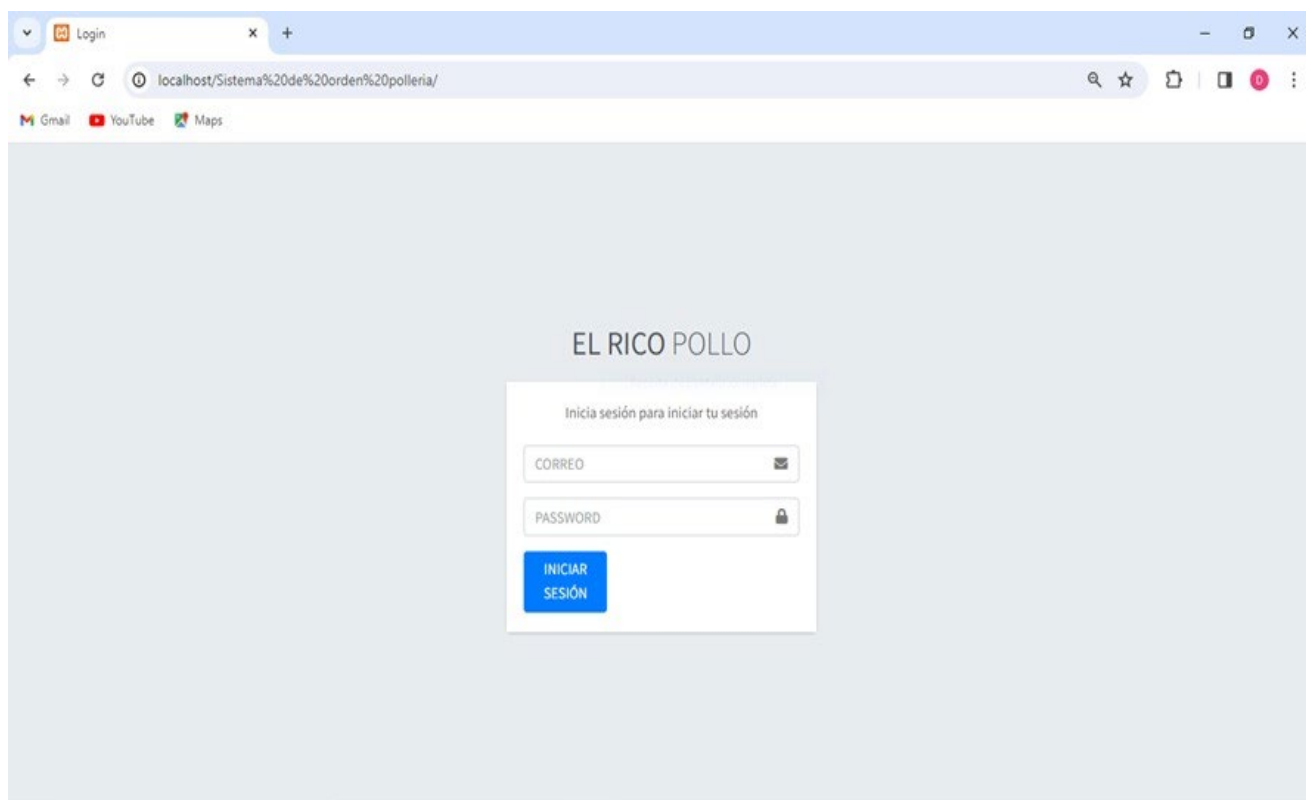 Login
localhost/Sistema%20de%20orden%20polleria/
D
Gmail YouTube Maps
EL RICO POLLO
Inicia sesión para iniciar tu sesión
CORREO
PASSWORD
INICIAR
SESIÓN